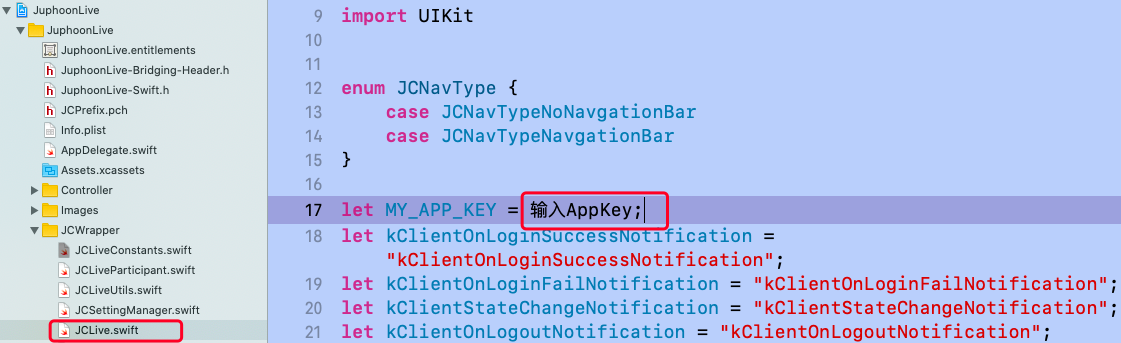 JuphoonLive
JuphoonLive
JuphoonLive.entitlements
JuphoonLive-Bridging-Header.h
JuphoonLive-Swift.h
JCPrefix.pch
Info.plist
AppDelegate.swift
Assets.xcassets
Controller
Images
JCWrapper
JCLiveConstants.swift
JCLiveParticipant.swift
JCLiveUtils.swift
JCSettingManager.swift
JCLive.swift
9 import UIKit
10
11
12 enum JCNavType {
13 case JCNavTypeNoNavgationBar
14 case JCNavTypeNavgationBar
15 }
16
17 let MY_APP_KEY = 输入AppKey;
18 let kClientOnLoginSuccessNotification =
"kClientOnLoginSuccessNotification";
19 let kClientOnLoginFailNotification = "kClientOnLoginFailNotification";
20 let kClientStateChangeNotification = "kClientStateChangeNotification";
21 let kClientOnLogoutNotification = "kClientOnLogoutNotification";